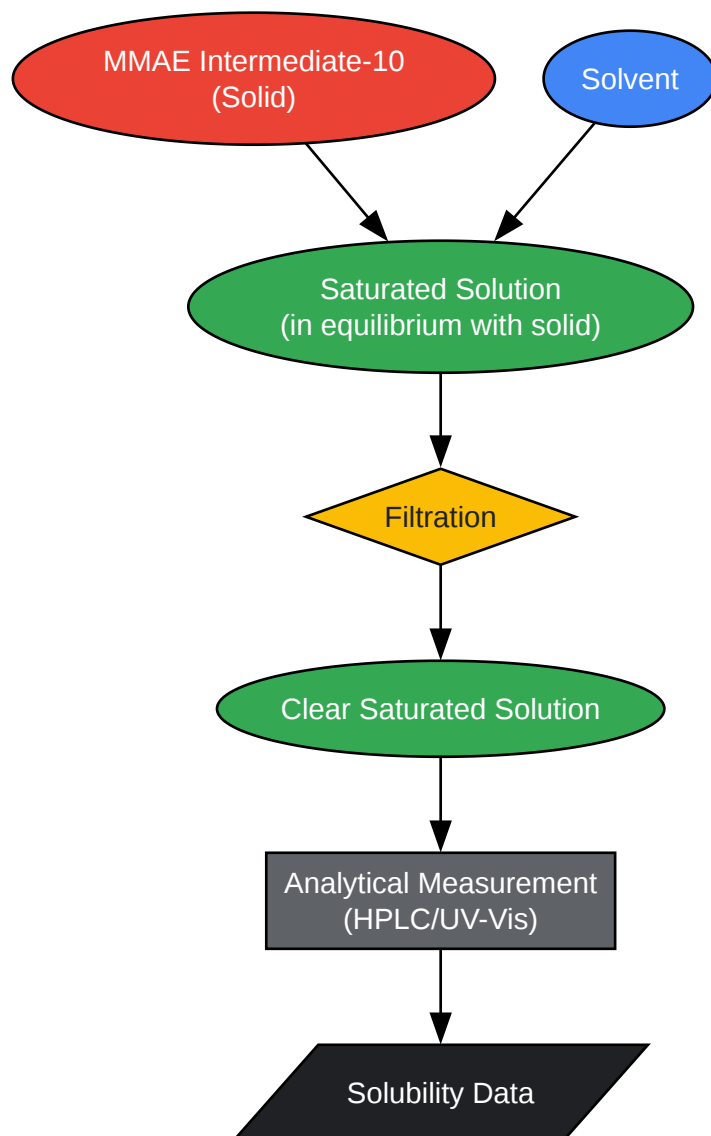 MMAE Intermediate-10
(Solid)
Solvent
Saturated Solution
(in equilibrium with solid)
Filtration
Clear Saturated Solution
Analytical Measurement
(HPLC/UV-Vis)
Solubility Data